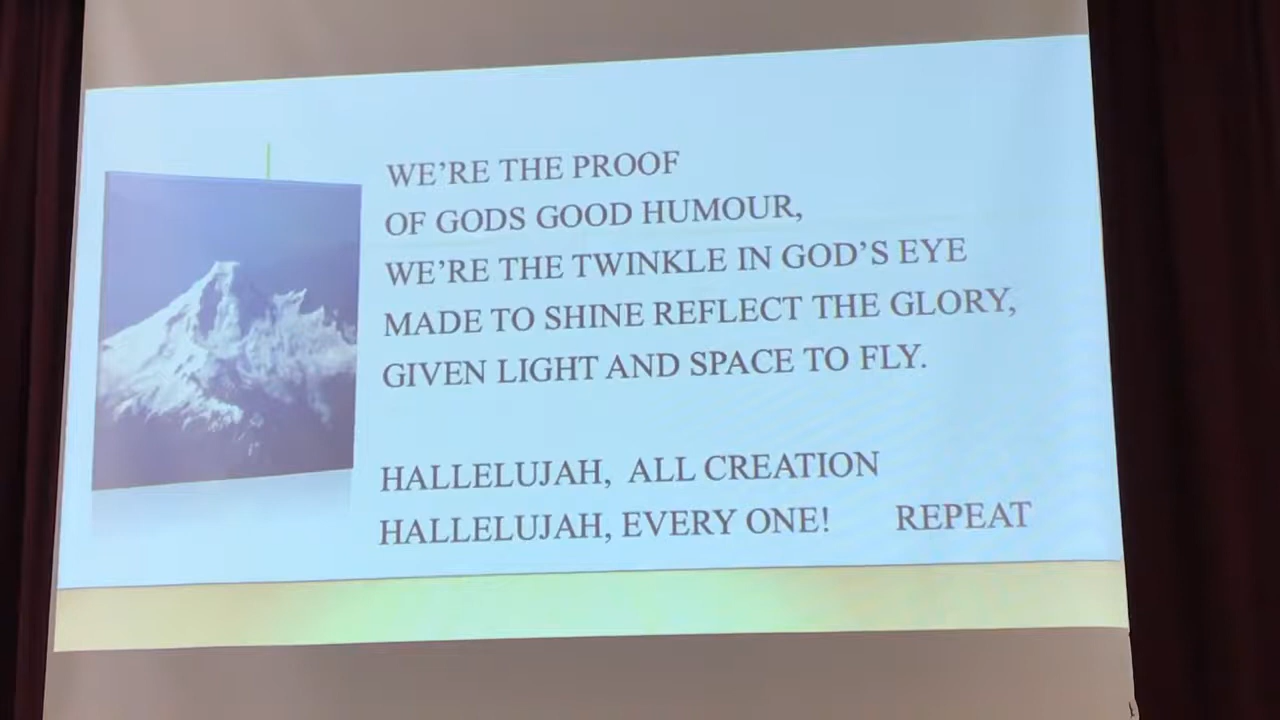 WE’RE THE PROOF
OF GODS GOOD HUMOUR,
WE’RE THE TWINKLE IN GOD’S EYE
MADE TO SHINE REFLECT THE GLORY,
GIVEN LIGHT AND SPACE TO FLY.
HALLELUJAH, ALL CREATION
HALLELUJAH, EVERY ONE! REPEAT